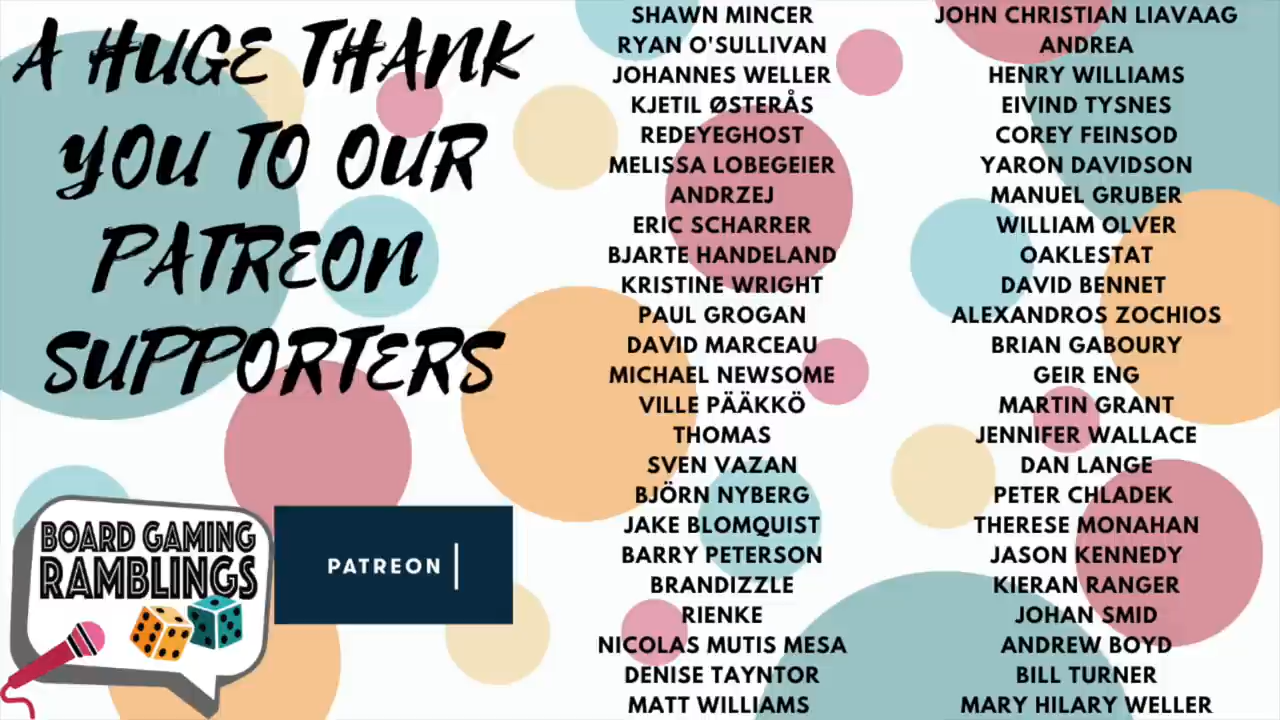 A HUGE THANK
YOU TO OUR
PATREON
SUPPORTERS
BOARD GAMING
RAMBLINGS
PATREON
SHAWN MINCER
RYAN O'SULLIVAN
JOHANNES WELLER
KJETIL ØSTERÅS
REDEYEGHOST
MELISSA LOBEGEIER
ANDRZEJ
ERIC SCHARRER
BJARTE HANDELAND
KRISTINE WRIGHT
PAUL GROGAN
DAVID MARCEAU
MICHAEL NEWSOME
VILLE PÄÄKKÖ
THOMAS
SVEN VAZAN
BJÖRN NYBERG
JAKE BLOMQUIST
BARRY PETERSON
BRANDIZZLE
RIENKE
NICOLAS MUTIS MESA
DENISE TAYNTOR
MATT WILLIAMS
JOHN CHRISTIAN LIAVAAG
ANDREA
HENRY WILLIAMS
EIVIND TYSNES
COREY FEINSOD
YARON DAVIDSON
MANUEL GRUBER
WILLIAM OLVER
OAKLESTAT
DAVID BENNET
ALEXANDROS ZOCHIOS
BRIAN GABOURY
GEIR ENG
MARTIN GRANT
JENNIFER WALLACE
DAN LANGE
PETER CHLADEK
THERESE MONAHAN
JASON KENNEDY
KIERAN RANGER
JOHAN SMID
ANDREW BOYD
BILL TURNER
MARY HILARY WELLER